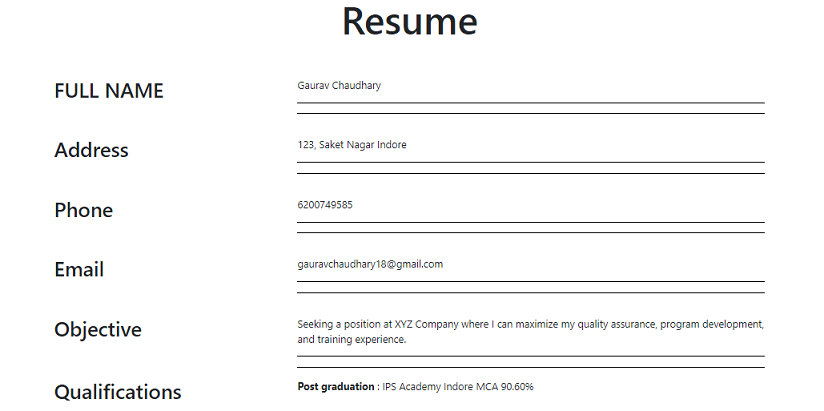 Resume
FULL NAME
Gaurav Chaudhary
Address
123, Saket Nagar Indore
Phone
6200749585
Email
gauravchaudhary18@gmail.com
Objective
Seeking a position at XYZ Company where I can maximize my quality assurance, program development,
and training experience.
Qualifications
Post graduation : IPS Academy Indore MCA 90.60%